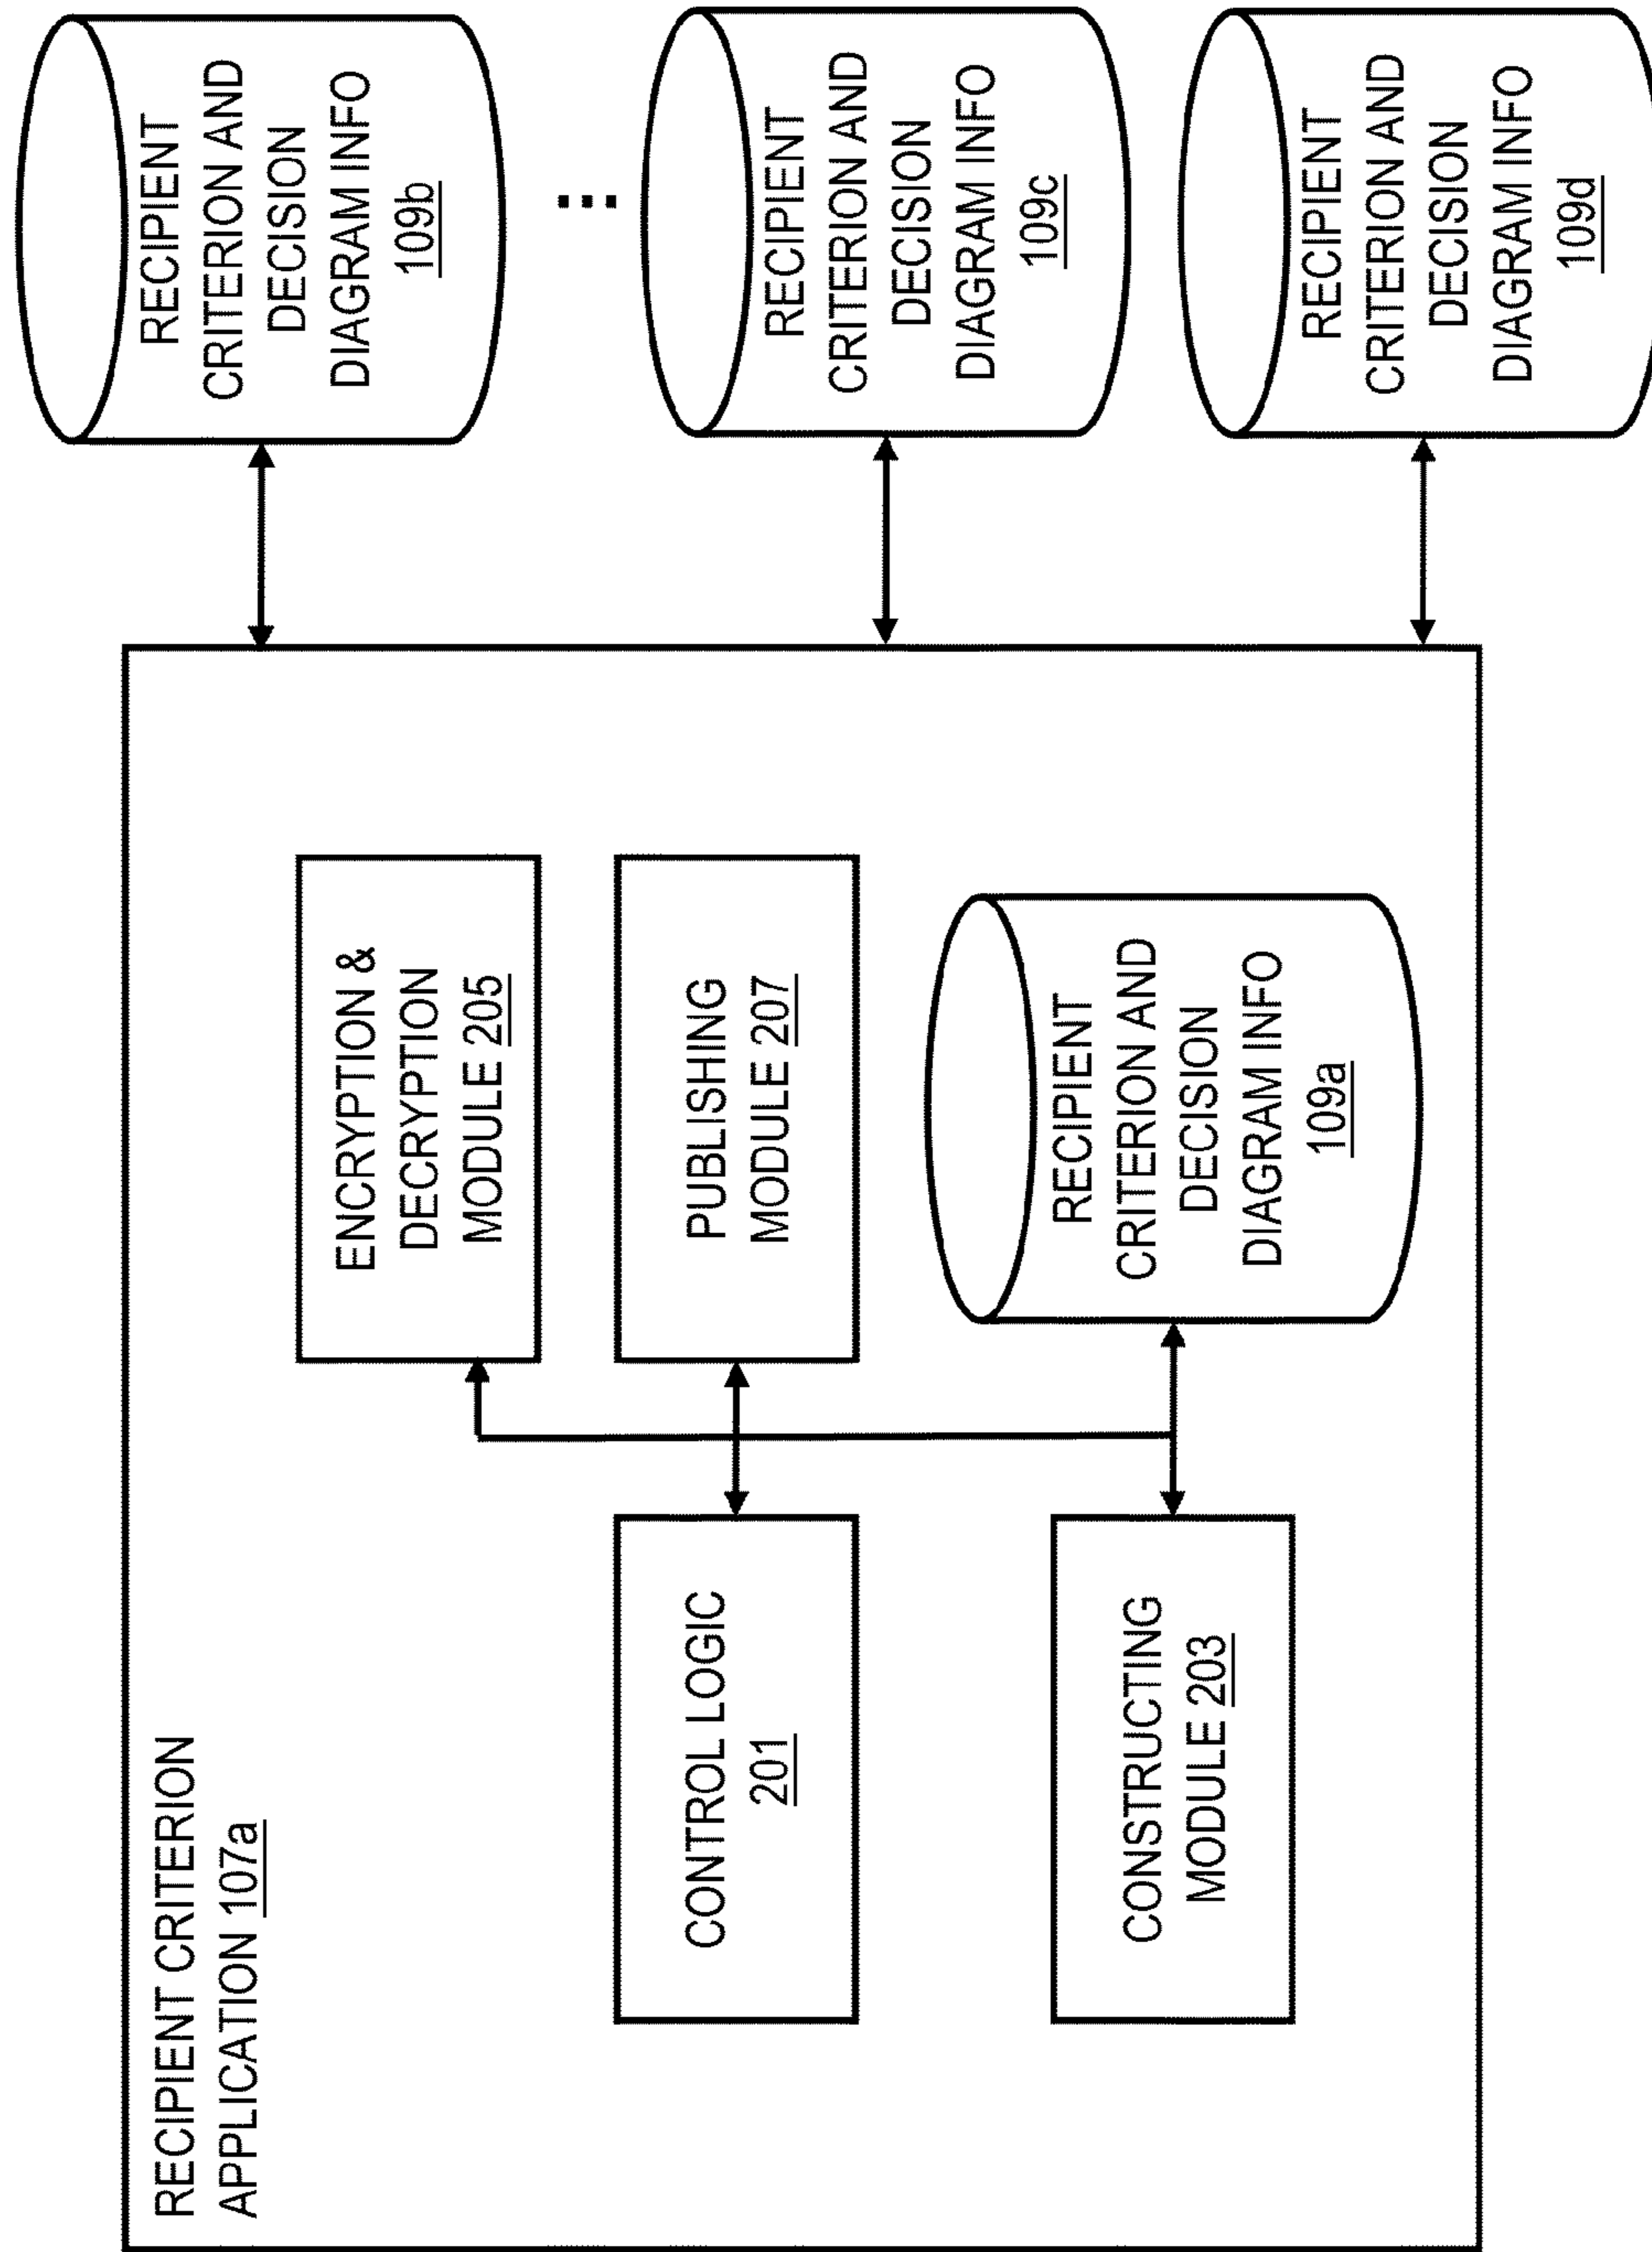 RECIPIENT CRITERION
APPLICATION 107a
CONTROL LOGIC
201
CONSTRUCTING
MODULE 203
ENCRYPTION &
DECRYPTION
MODULE 205
PUBLISHING
MODULE 207
RECIPIENT
CRITERION AND
DECISION
DIAGRAM INFO
109a
RECIPIENT
CRITERION AND
DECISION
DIAGRAM INFO
109b
...
RECIPIENT
CRITERION AND
DECISION
DIAGRAM INFO
109c
RECIPIENT
CRITERION AND
DECISION
DIAGRAM INFO
109d